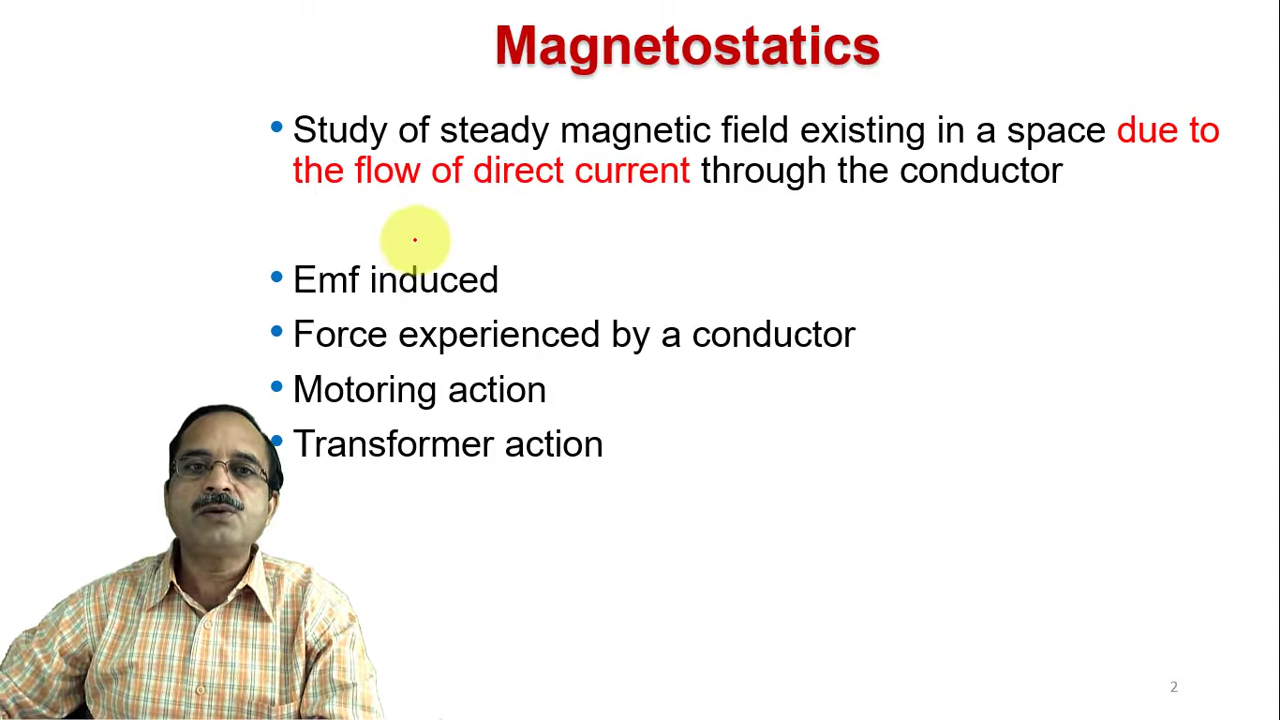 Magnetostatics
• Study of steady magnetic field existing in a space due to
the flow of direct current through the conductor
• Emf induced
• Force experienced by a conductor
• Motoring action
• Transformer action
2